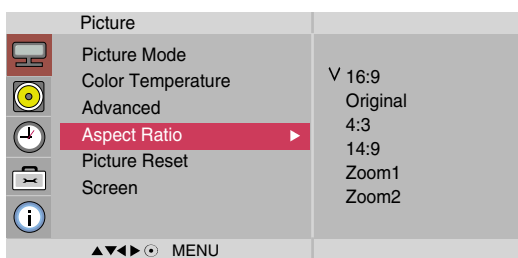 Picture
Picture Mode
Color Temperature
Advanced
Aspect Ratio
Picture Reset
Screen
16:9
Original
4:3
14:9
Zoom1
Zoom2
MENU